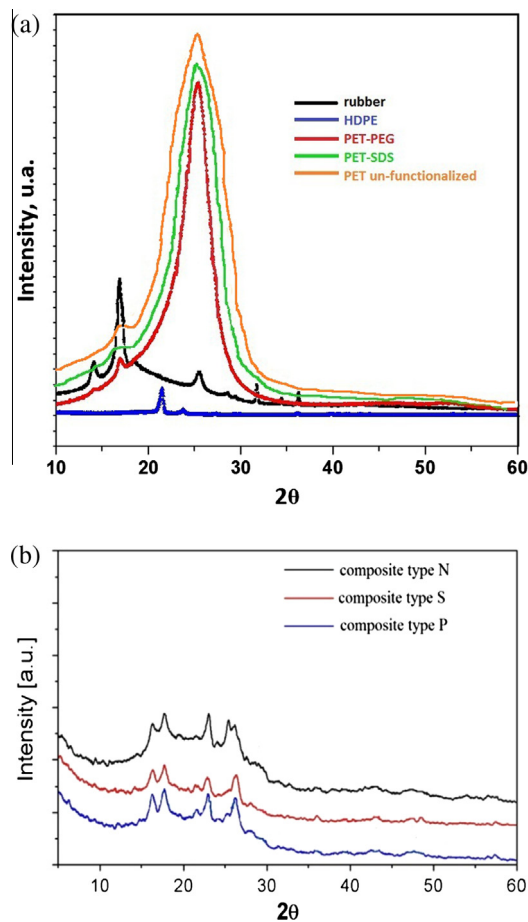 (a)
Intensity, u.a.
rubber
HDPE
PET-PEG
PET-SDS
PET un-functionalized
10 20 30 40 50 60
2θ
(b)
Intensity [a.u.]
composite type N
composite type S
composite type P
10 20 30 40 50 60
2θ